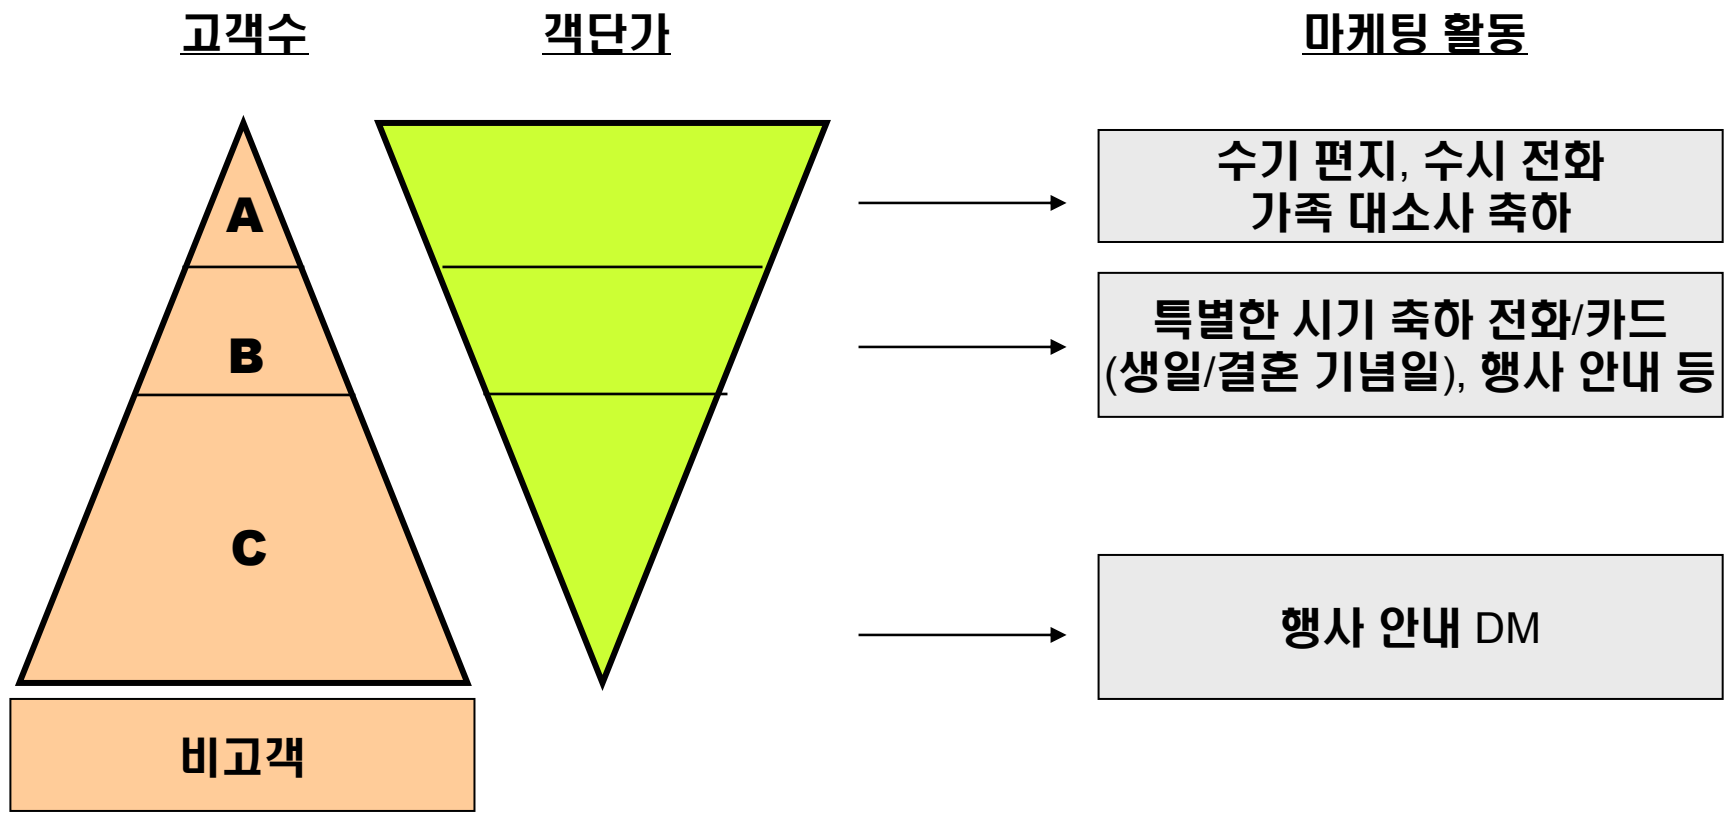 고객수
객단가
마케팅 활동
A
수기 편지, 수시 전화
가족 대소사 축하
B
특별한 시기 축하 전화/카드
(생일/결혼 기념일), 행사 안내 등
C
행사 안내 DM
비고객